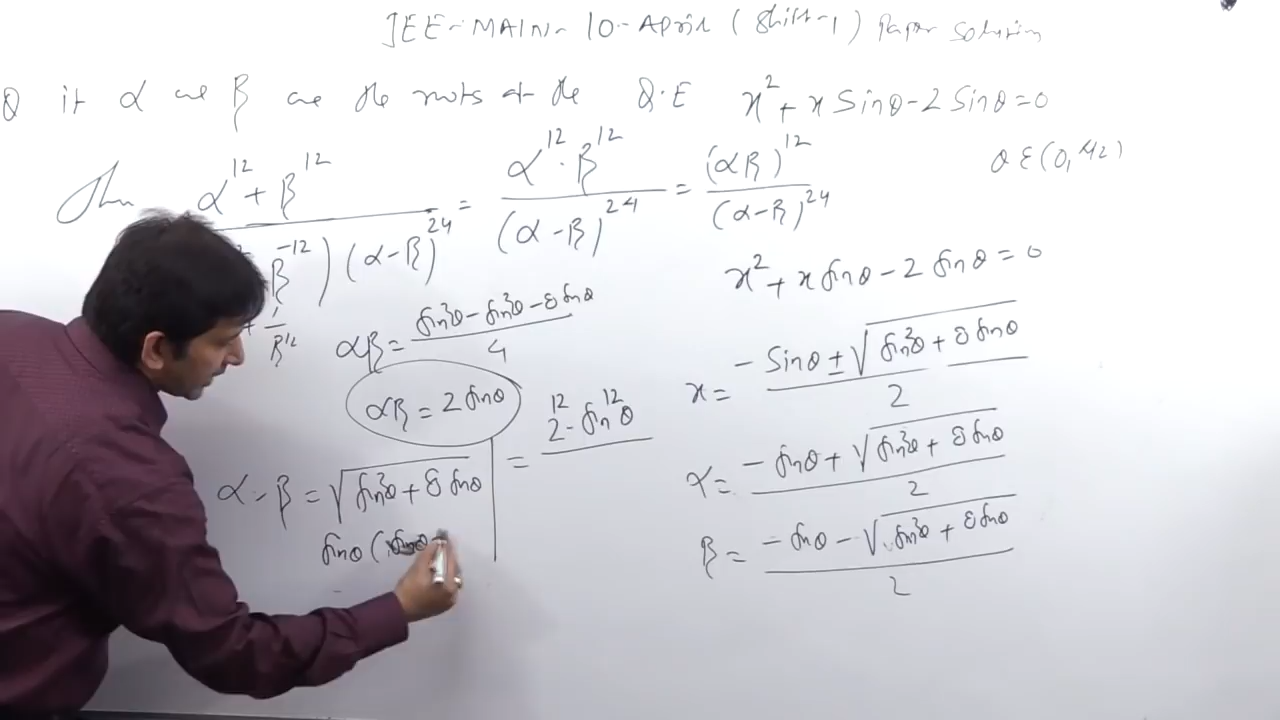 JEE-MAIN-10-April (Shift-1) Paper Solution
Q if α and β are the roots of the Q.E x² + x Sinθ - 2 Sinθ = 0
θ ∈ (0, π/2)
Then α¹² + β¹² / β⁻¹²) (α - β)²⁴ = α¹² · β¹² / (α - β)²⁴ = (αβ)¹² / (α - β)²⁴
+ 1/β¹²
αβ = sin²θ - sin²θ - 8 sinθ / 4
αβ = 2 sinθ
α - β = √(sin²θ + 8 sinθ)
sinθ (
= 2¹² · sin¹²θ
x² + x sinθ - 2 sinθ = 0
x = - Sinθ ± √(sin²θ + 8 sinθ) / 2
α = - sinθ + √(sin²θ + 8 sinθ) / 2
β = - sinθ - √(sin²θ + 8 sinθ) / 2